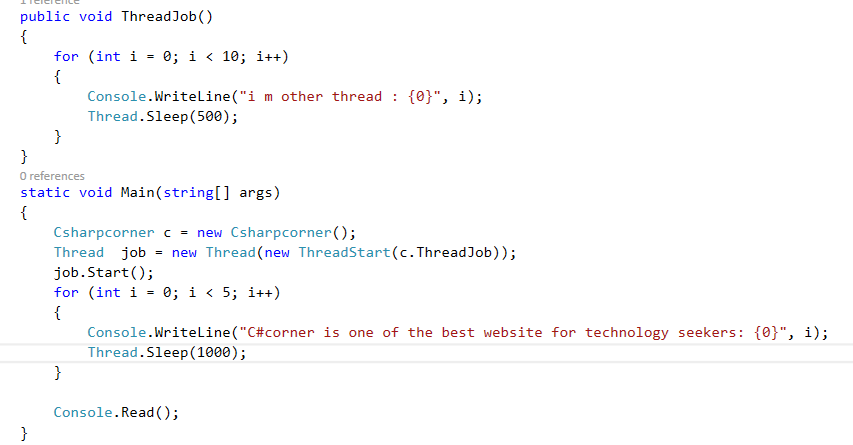 1 reference
public void ThreadJob()
{
for (int i = 0; i < 10; i++)
{
Console.WriteLine("i m other thread : {0}", i);
Thread.Sleep(500);
}
}
0 references
static void Main(string[] args)
{
Csharpcorner c = new Csharpcorner();
Thread  job = new Thread(new ThreadStart(c.ThreadJob));
job.Start();
for (int i = 0; i < 5; i++)
{
Console.WriteLine("C#corner is one of the best website for technology seekers: {0}", i);
Thread.Sleep(1000);
}
Console.Read();
}